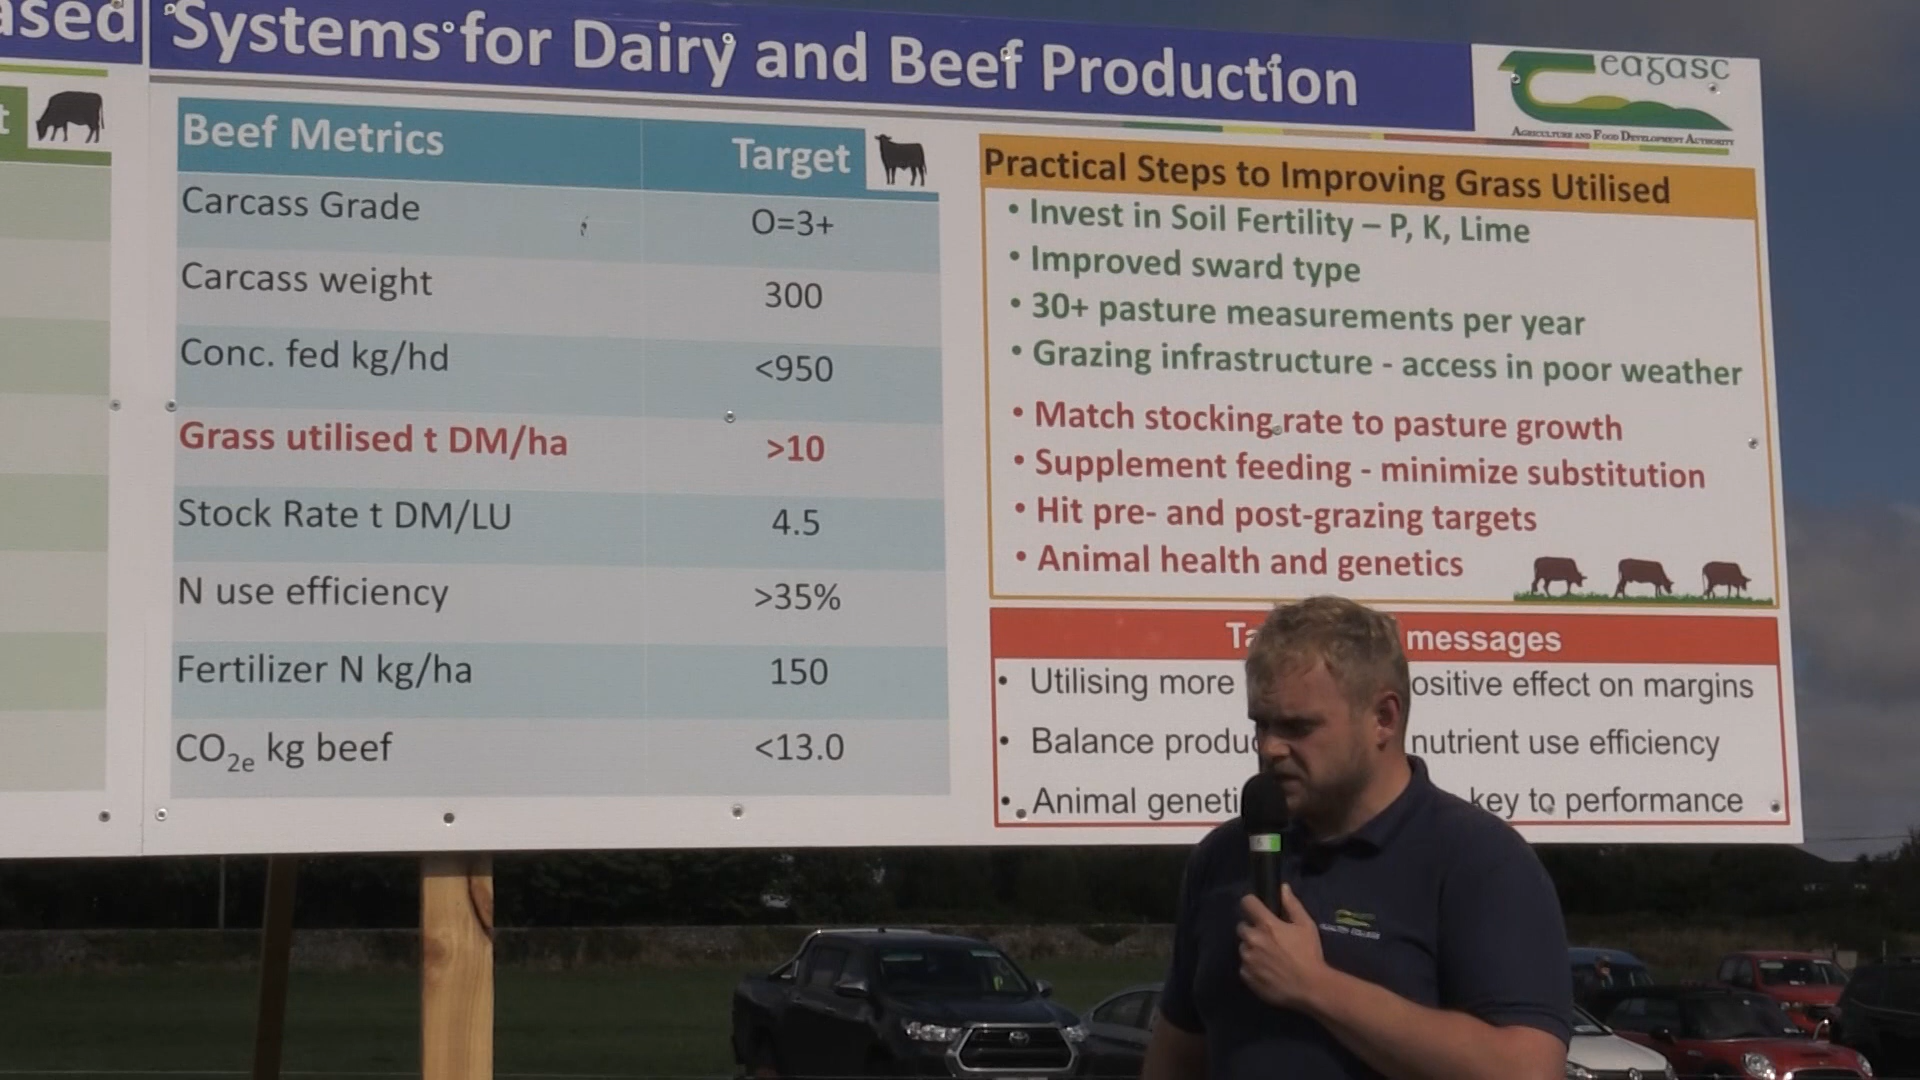 ased Systems for Dairy and Beef Production
eagasc
AGRICULTURE AND FOOD DEVELOPMENT AUTHORITY
t
Beef Metrics Target
Carcass Grade O=3+
Carcass weight 300
Conc. fed kg/hd <950
Grass utilised t DM/ha >10
Stock Rate t DM/LU 4.5
N use efficiency >35%
Fertilizer N kg/ha 150
CO2e kg beef <13.0
Practical Steps to Improving Grass Utilised
• Invest in Soil Fertility – P, K, Lime
• Improved sward type
• 30+ pasture measurements per year
• Grazing infrastructure - access in poor weather
• Match stocking rate to pasture growth
• Supplement feeding - minimize substitution
• Hit pre- and post-grazing targets
• Animal health and genetics
Ta messages
• Utilising more ositive effect on margins
• Balance produc nutrient use efficiency
• Animal geneti key to performance